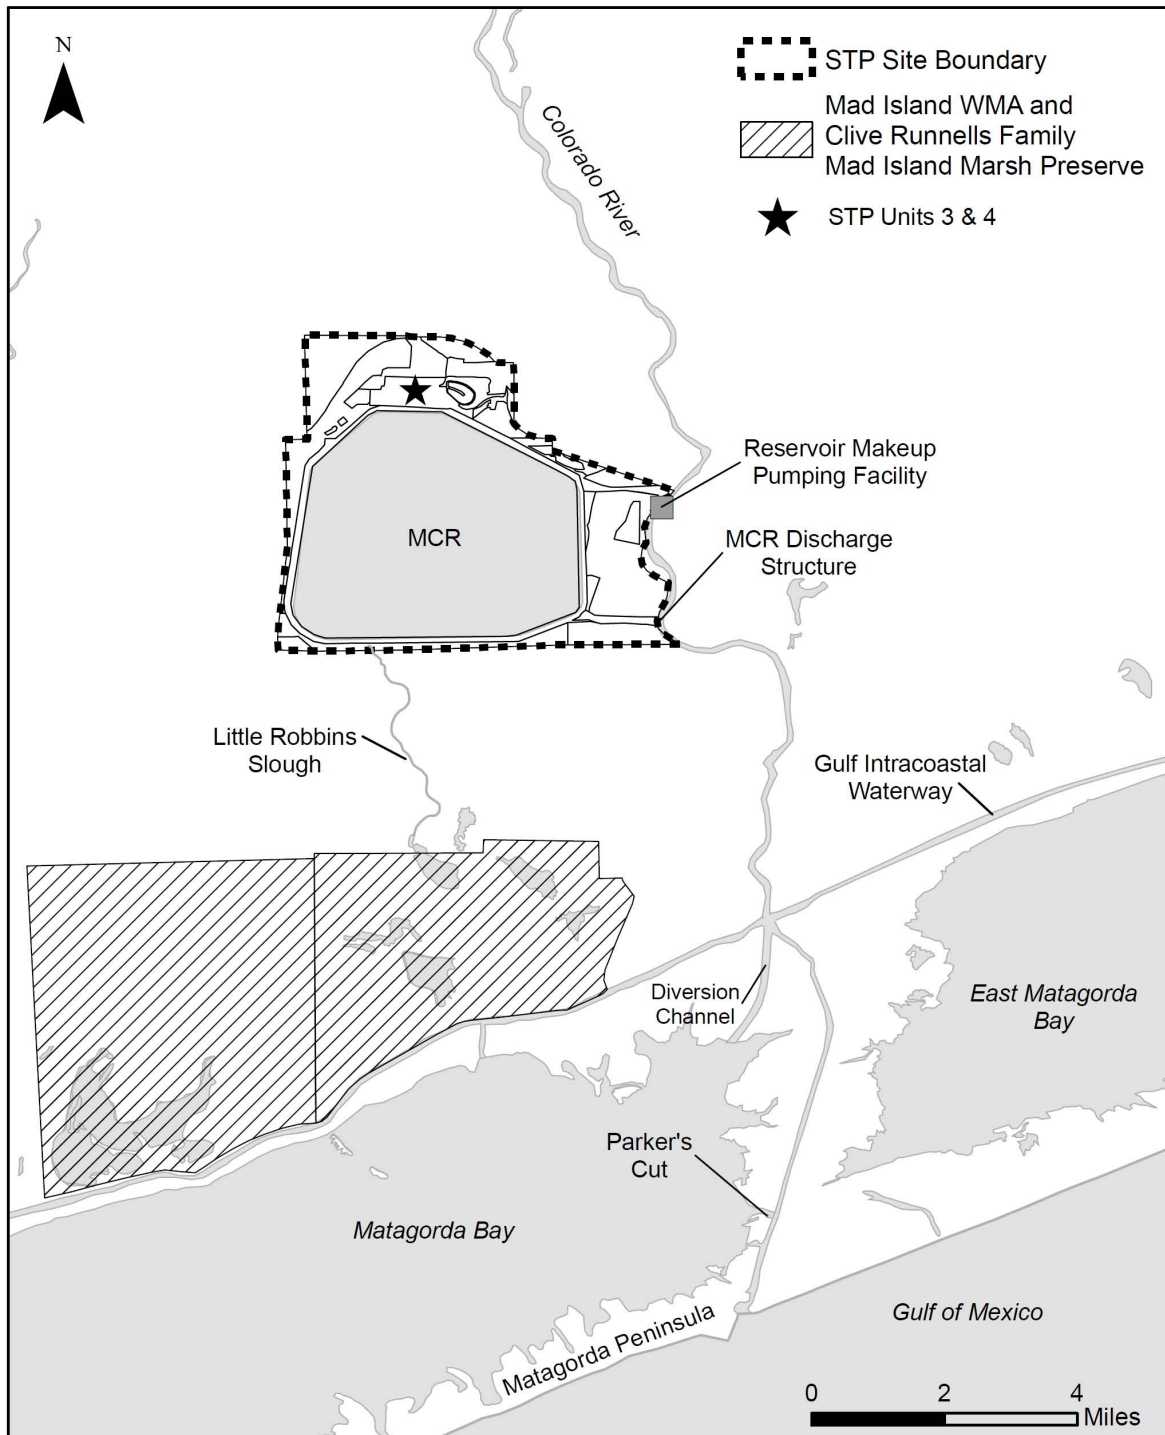 N
STP Site Boundary
Mad Island WMA and
Clive Runnells Family
Mad Island Marsh Preserve
STP Units 3 & 4
Colorado River
Reservoir Makeup
Pumping Facility
MCR
MCR Discharge
Structure
Little Robbins
Slough
Gulf Intracoastal
Waterway
Diversion
Channel
East Matagorda
Bay
Parker's
Cut
Matagorda Bay
Matagorda Peninsula
Gulf of Mexico
0 2 4
Miles